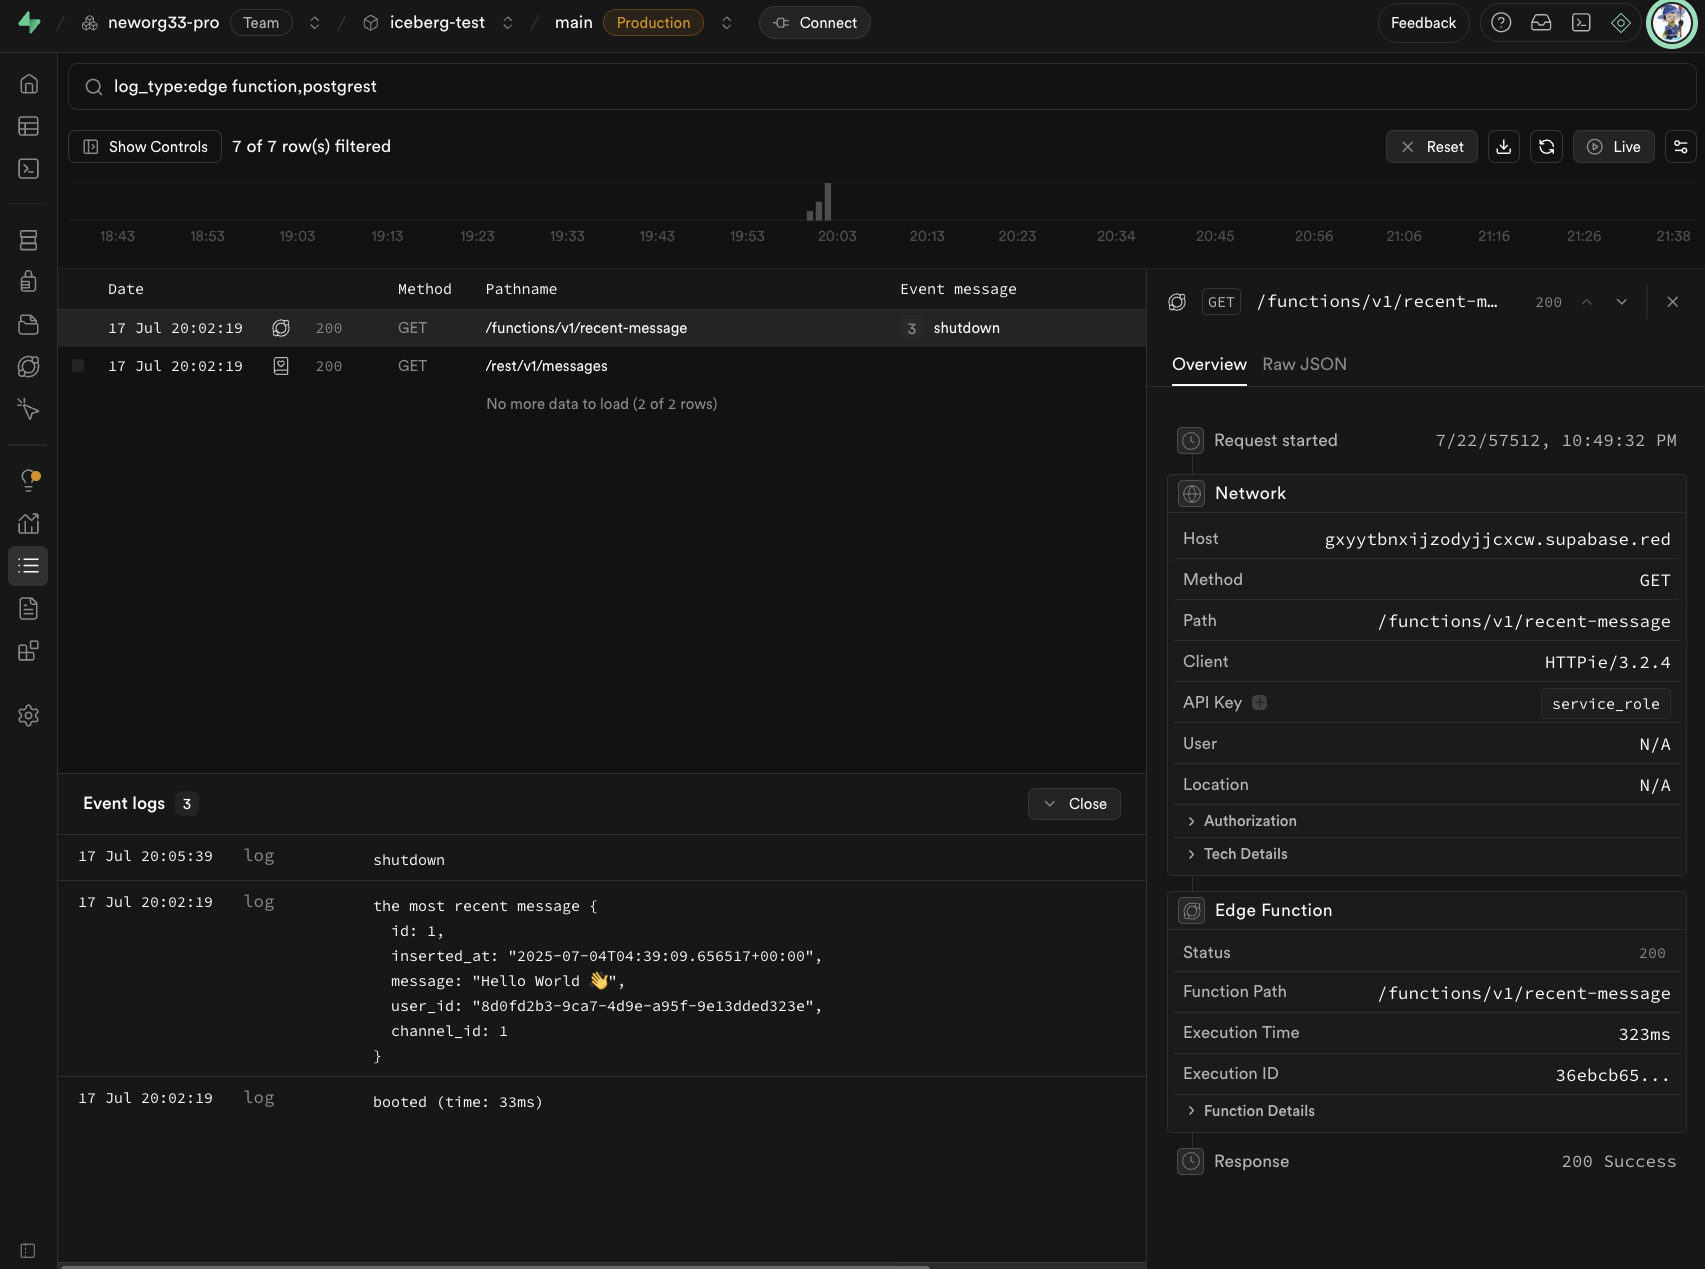 neworg33-pro Team / iceberg-test / main Production Connect Feedback
log_type:edge function,postgrest
Show Controls 7 of 7 row(s) filtered Reset Live
18:43 18:53 19:03 19:13 19:23 19:33 19:43 19:53 20:03 20:13 20:23 20:34 20:45 20:56 21:06 21:16 21:26 21:38
Date Method Pathname Event message
17 Jul 20:02:19 200 GET /functions/v1/recent-message 3 shutdown
17 Jul 20:02:19 200 GET /rest/v1/messages
No more data to load (2 of 2 rows)
Event logs 3 Close
17 Jul 20:05:39 log shutdown
17 Jul 20:02:19 log the most recent message {
id: 1,
inserted_at: "2025-07-04T04:39:09.656517+00:00",
message: "Hello World 👋",
user_id: "8d0fd2b3-9ca7-4d9e-a95f-9e13dded323e",
channel_id: 1
}
17 Jul 20:02:19 log booted (time: 33ms)
GET /functions/v1/recent-m… 200
Overview Raw JSON
Request started 7/22/57512, 10:49:32 PM
Network
Host gxyytbnxijzodyjjcxcw.supabase.red
Method GET
Path /functions/v1/recent-message
Client HTTPie/3.2.4
API Key service_role
User N/A
Location N/A
Authorization
Tech Details
Edge Function
Status 200
Function Path /functions/v1/recent-message
Execution Time 323ms
Execution ID 36ebcb65...
Function Details
Response 200 Success